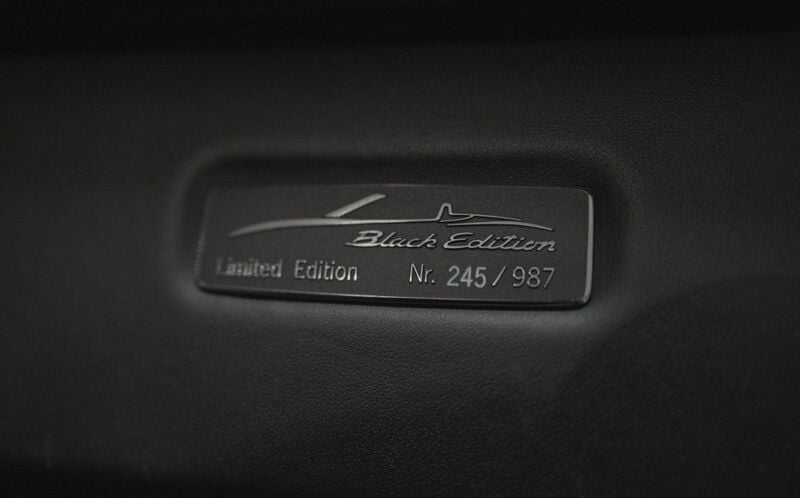 Black Edition
Limited Edition Nr. 245 / 987